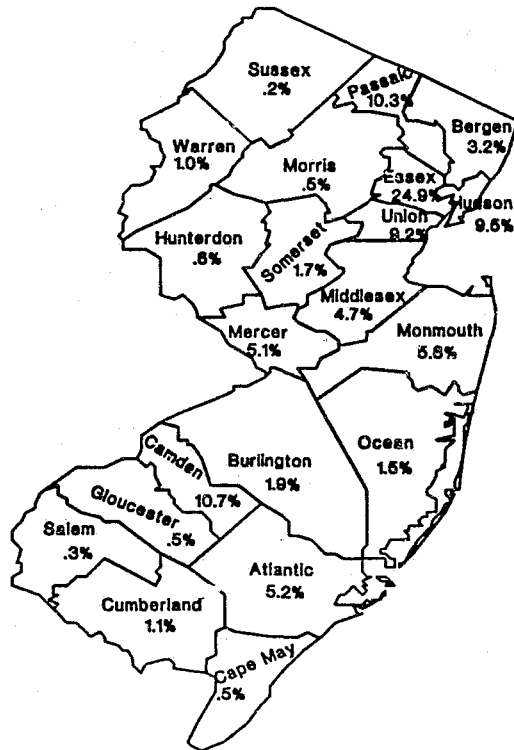 Sussex
.2%
Passaic
10.3%
Bergen
3.2%
Warren
1.0%
Morris
.5%
Essex
24.9%
Hudson
9.5%
Union
9.2%
Hunterdon
.6%
Somerset
1.7%
Middlesex
4.7%
Mercer
5.1%
Monmouth
Ocean
1.5%
Burlington
1.9%
Camden
10.7%
Gloucester
.5%
Salem
.3%
Atlantic
5.2%
Cumberland
1.1%
Cape May
.5%